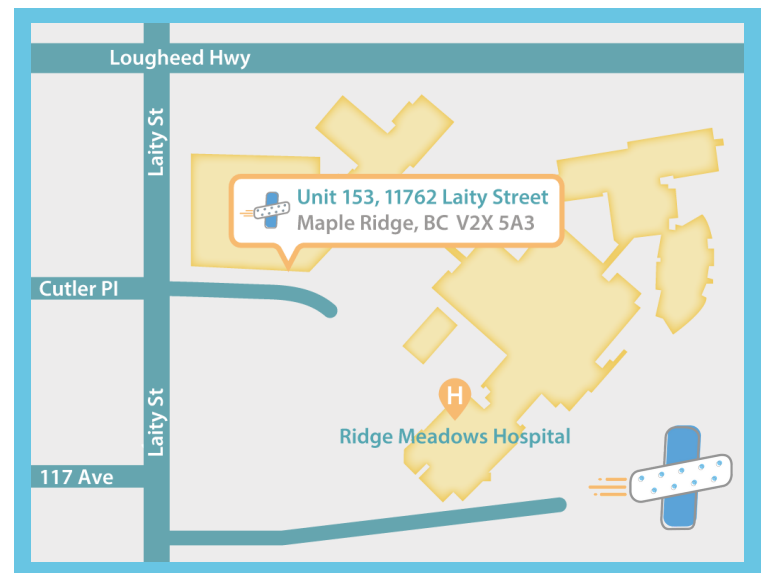 Lougheed Hwy
Laity St
Unit 153, 11762 Laity Street
Maple Ridge, BC V2X 5A3
Cutler Pl
Laity St
H
Ridge Meadows Hospital
117 Ave